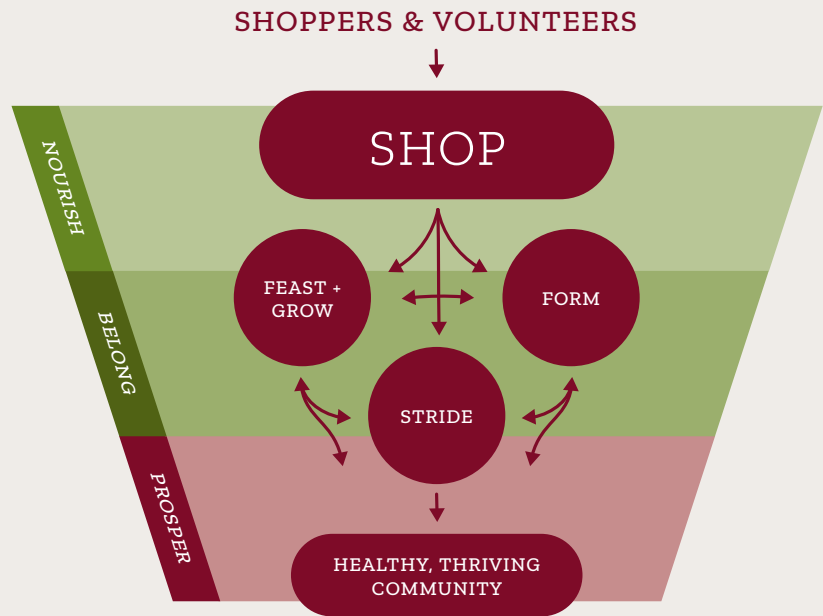 SHOPPERS & VOLUNTEERS
SHOP
NOURISH
FEAST +
GROW
FORM
BELONG
STRIDE
PROSPER
HEALTHY, THRIVING
COMMUNITY